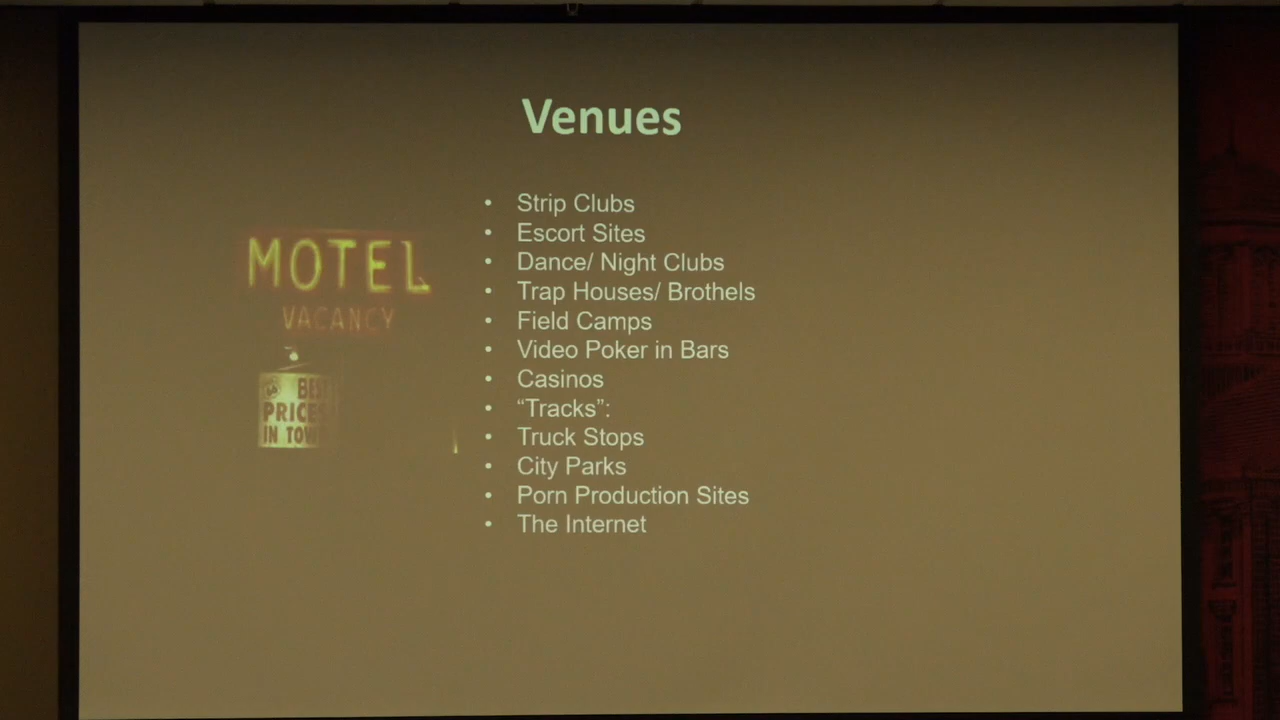 Venues
• Strip Clubs
• Escort Sites
• Dance/ Night Clubs
• Trap Houses/ Brothels
• Field Camps
• Video Poker in Bars
• Casinos
• “Tracks”:
• Truck Stops
• City Parks
• Porn Production Sites
• The Internet
MOTEL
VACANCY
PRICES
IN